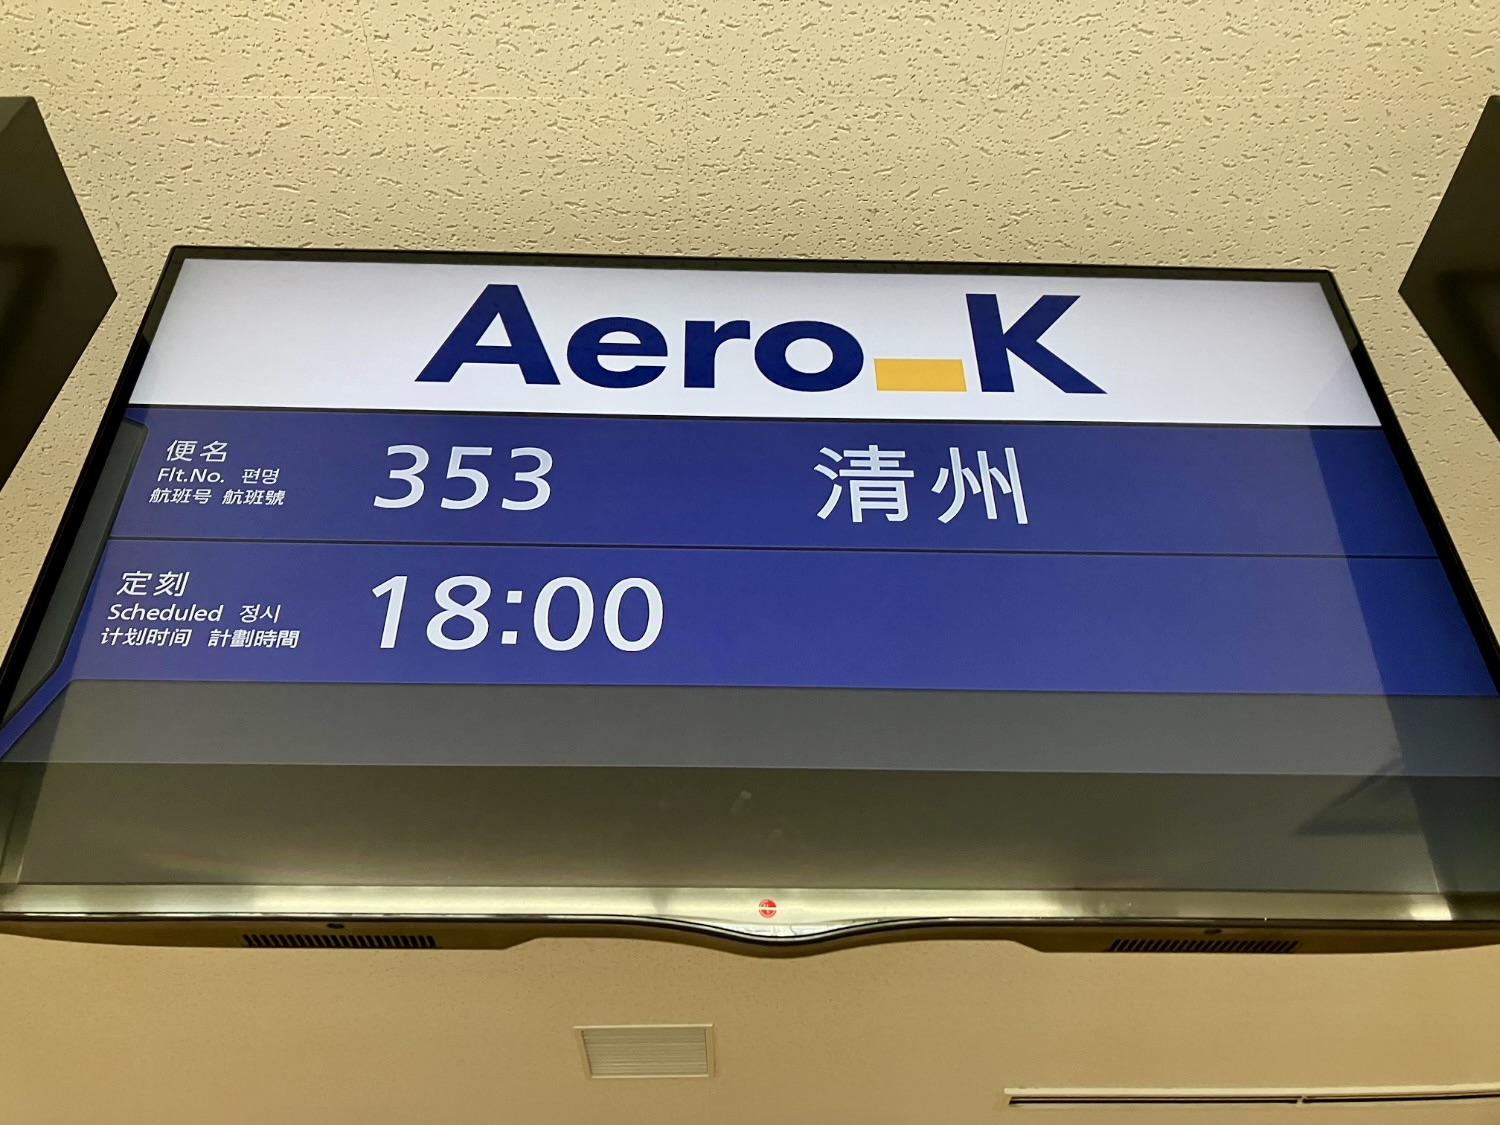 Aero_K
便名
Flt.No. 편명
航班号 航班號
353 清州
定刻
Scheduled 정시
计划时间 計劃時間
18:00